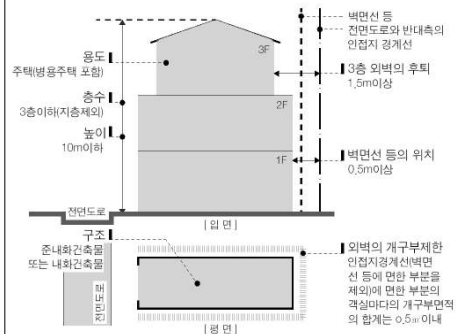 벽면선 등
전면도로와 반대측의
인접지 경계선
용도
주택(병용주택 포함)
3F
3층 외벽의 후퇴
1.5m이상
층수
3층이하(지층제외)
2F
높이
10m이하
1F
벽면선 등의 위치
0.5m이상
전면도로
[입 면]
구조
준내화건축물
또는 내화건축물
전면도로
외벽의 개구부제한
인접지경계선(벽면
선 등에 면한 부분을
제외)에 면한 부분의
객실마다의 개구부면적
의 합계는 0.5㎡이내
[평 면]